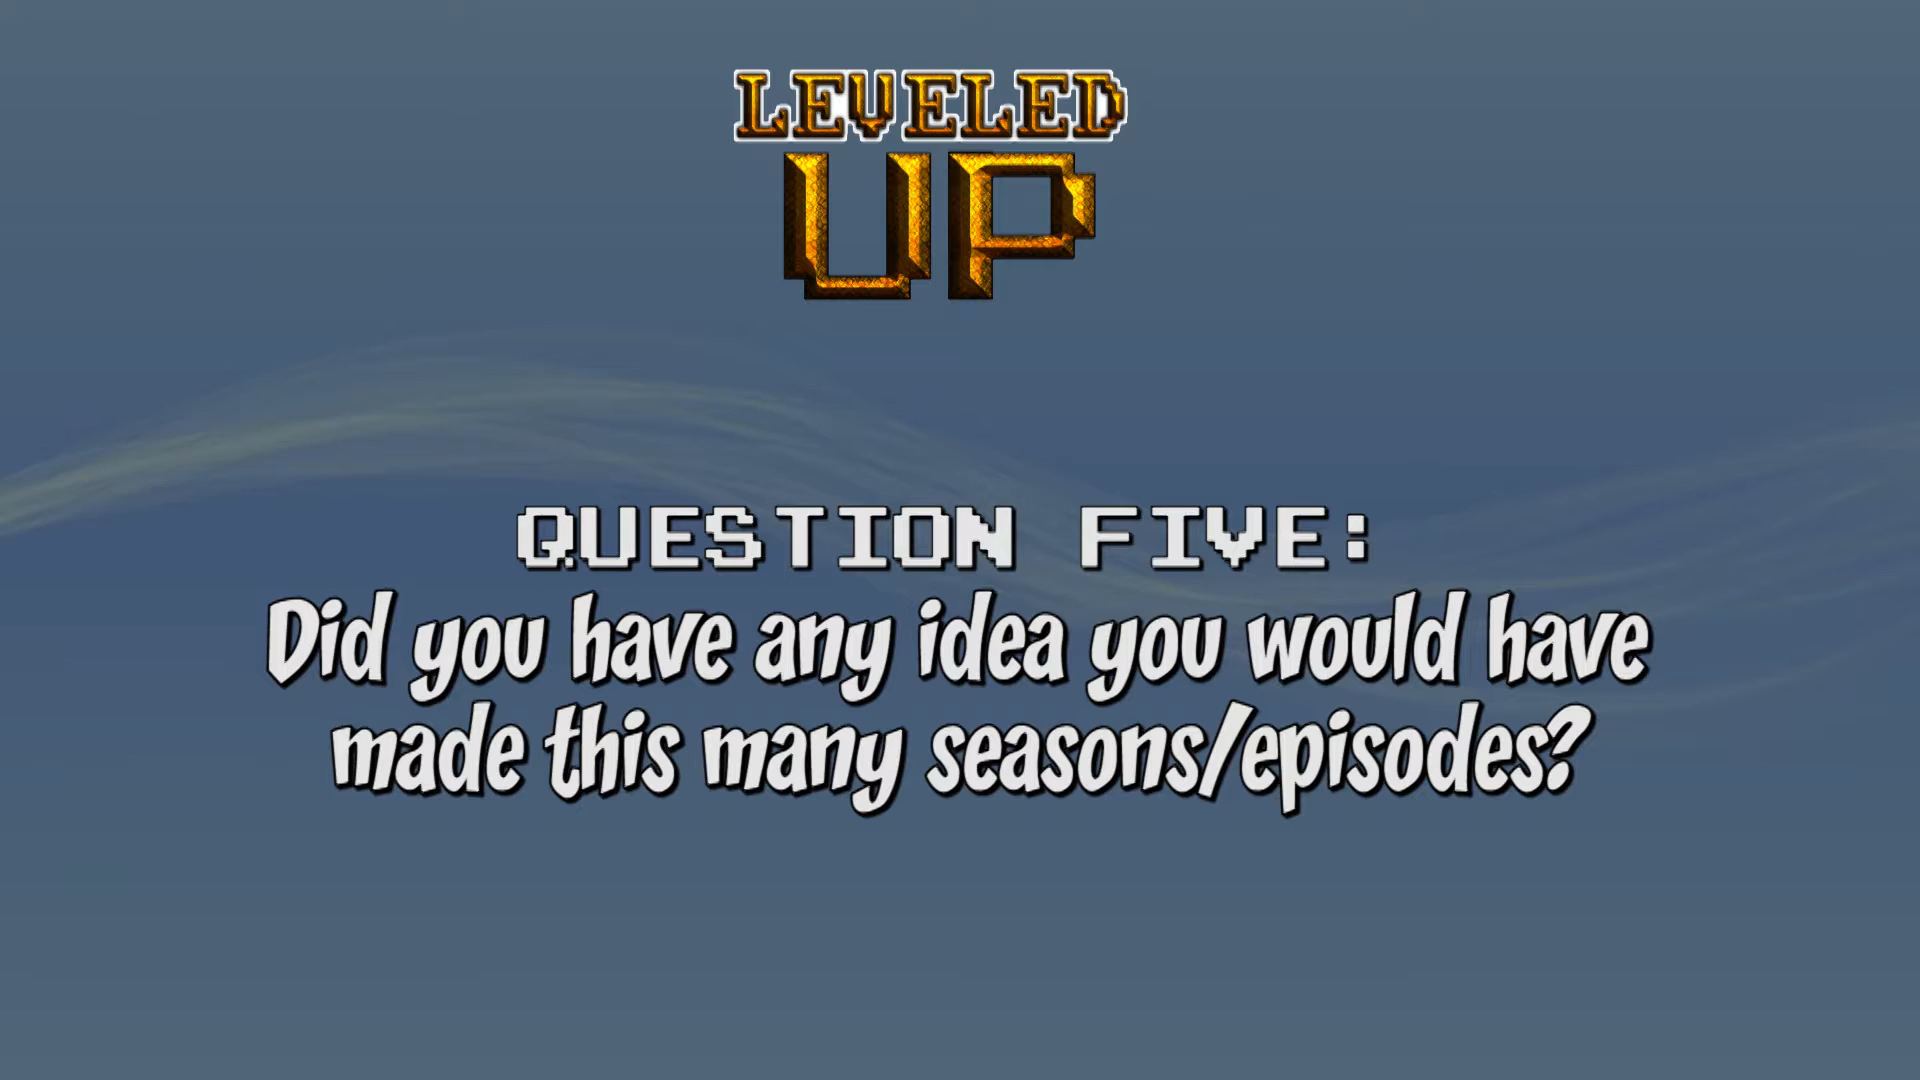 LEVELED
UP
QUESTION FIVE:
Did you have any idea you would have
made this many seasons/episodes?